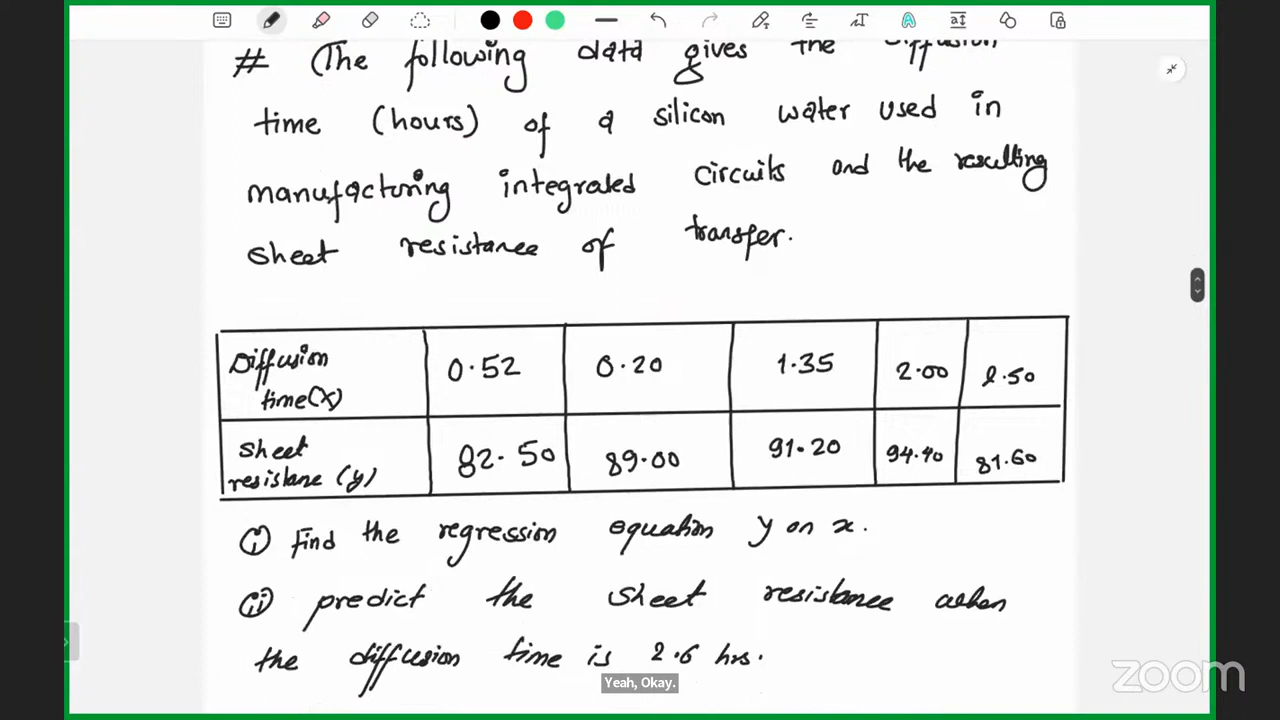 # (The following data gives the Diffusion
time (hours) of a silicon water used in
manufacturing integrated circuits and the resulting
sheet resistance of transfer.
Diffusion time(x) 0.52 0.20 1.35 2.00 2.50
Sheet resistane (y) 82.50 89.00 91.20 94.40 81.60
(i) find the regression equation y on x.
(ii) predict the sheet resistance when
the diffusion time is 2.6 hrs.
Yeah, Okay.
zoom